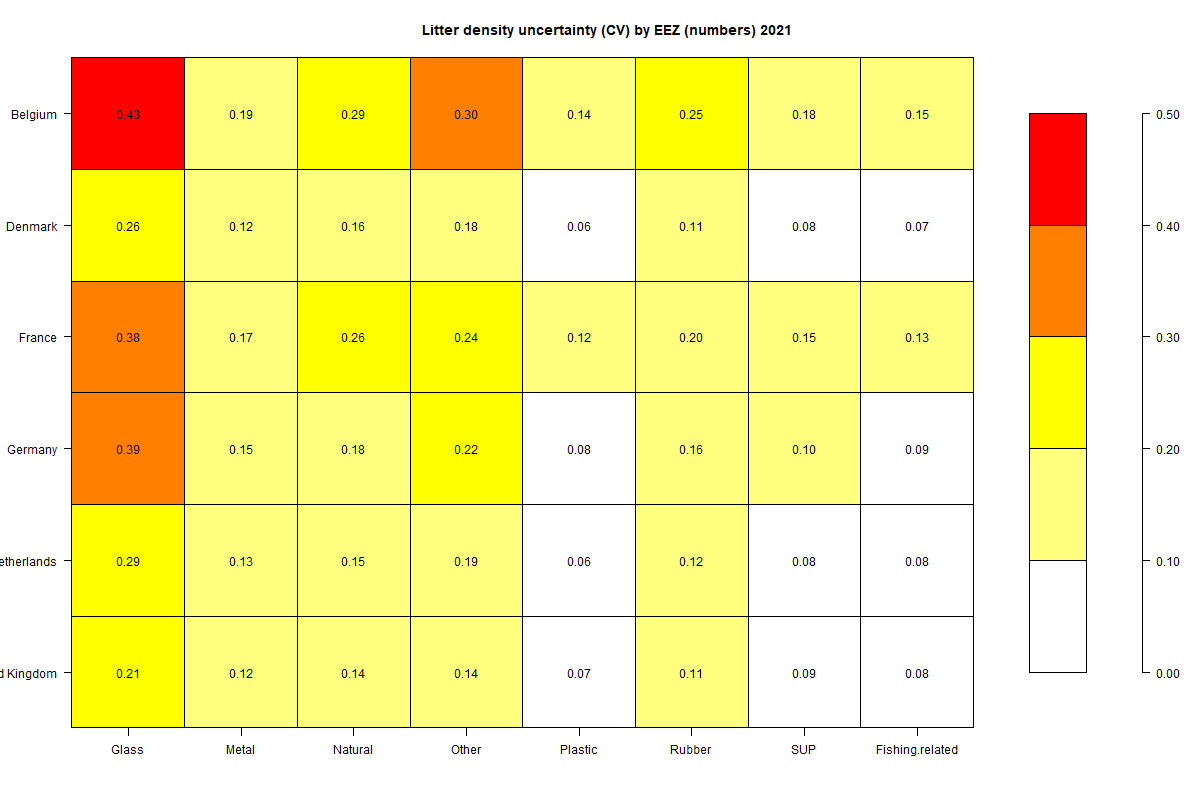 Litter density uncertainty (CV) by EEZ (numbers) 2021
Belgium 0.43 0.19 0.29 0.30 0.14 0.25 0.18 0.15
Denmark 0.26 0.12 0.16 0.18 0.06 0.11 0.08 0.07
France 0.38 0.17 0.26 0.24 0.12 0.20 0.15 0.13
Germany 0.39 0.15 0.18 0.22 0.08 0.16 0.10 0.09
etherlands 0.29 0.13 0.15 0.19 0.06 0.12 0.08 0.08
d Kingdom 0.21 0.12 0.14 0.14 0.07 0.11 0.09 0.08
Glass Metal Natural Other Plastic Rubber SUP Fishing.related
0.50
0.40
0.30
0.20
0.10
0.00